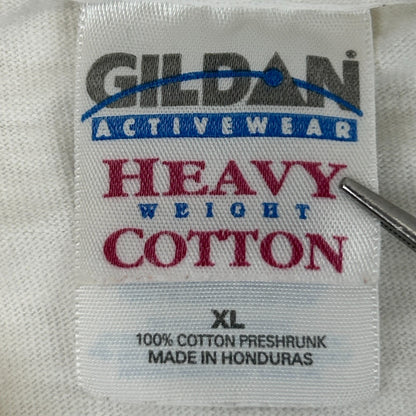 GILDAN®
ACTIVEWEAR
HEAVY
WEIGHT
COTTON
XL
100% COTTON PRESHRUNK
MADE IN HONDURAS